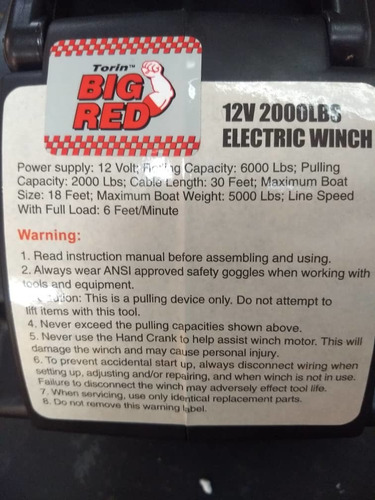 Torin™
BIG
RED
12V 2000LBS
ELECTRIC WINCH
Power supply: 12 Volt; Capacity: 6000 Lbs; Pulling
Capacity: 2000 Lbs; Cable Length: 30 Feet; Maximum Boat
Size: 18 Feet; Maximum Boat Weight: 5000 Lbs; Line Speed
With Full Load: 6 Feet/Minute
Warning:
1. Read instruction manual before assembling and using.
2. Always wear ANSI approved safety goggles when working with
tools and equipment.
This is a pulling device only. Do not attempt to
lift items with this tool.
4. Never exceed the pulling capacities shown above.
5. Never use the Hand Crank to help assist winch motor. This will
damage the winch and may cause personal injury.
6. To prevent accidental start up, always disconnect wiring when
setting up, adjusting and/or repairing, and when winch is not in use.
Failure to disconnect the winch may adversely effect tool life.
7. When servicing, use only identical replacement parts.
8. Do not remove this warning label.